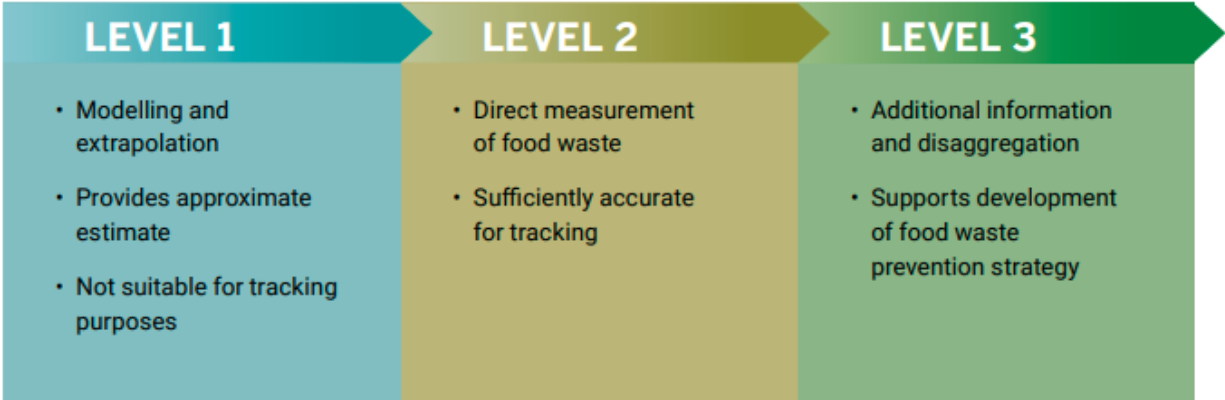 LEVEL 1
• Modelling and
extrapolation
• Provides approximate
estimate
• Not suitable for tracking
purposes
LEVEL 2
• Direct measurement
of food waste
• Sufficiently accurate
for tracking
LEVEL 3
• Additional information
and disaggregation
• Supports development
of food waste
prevention strategy